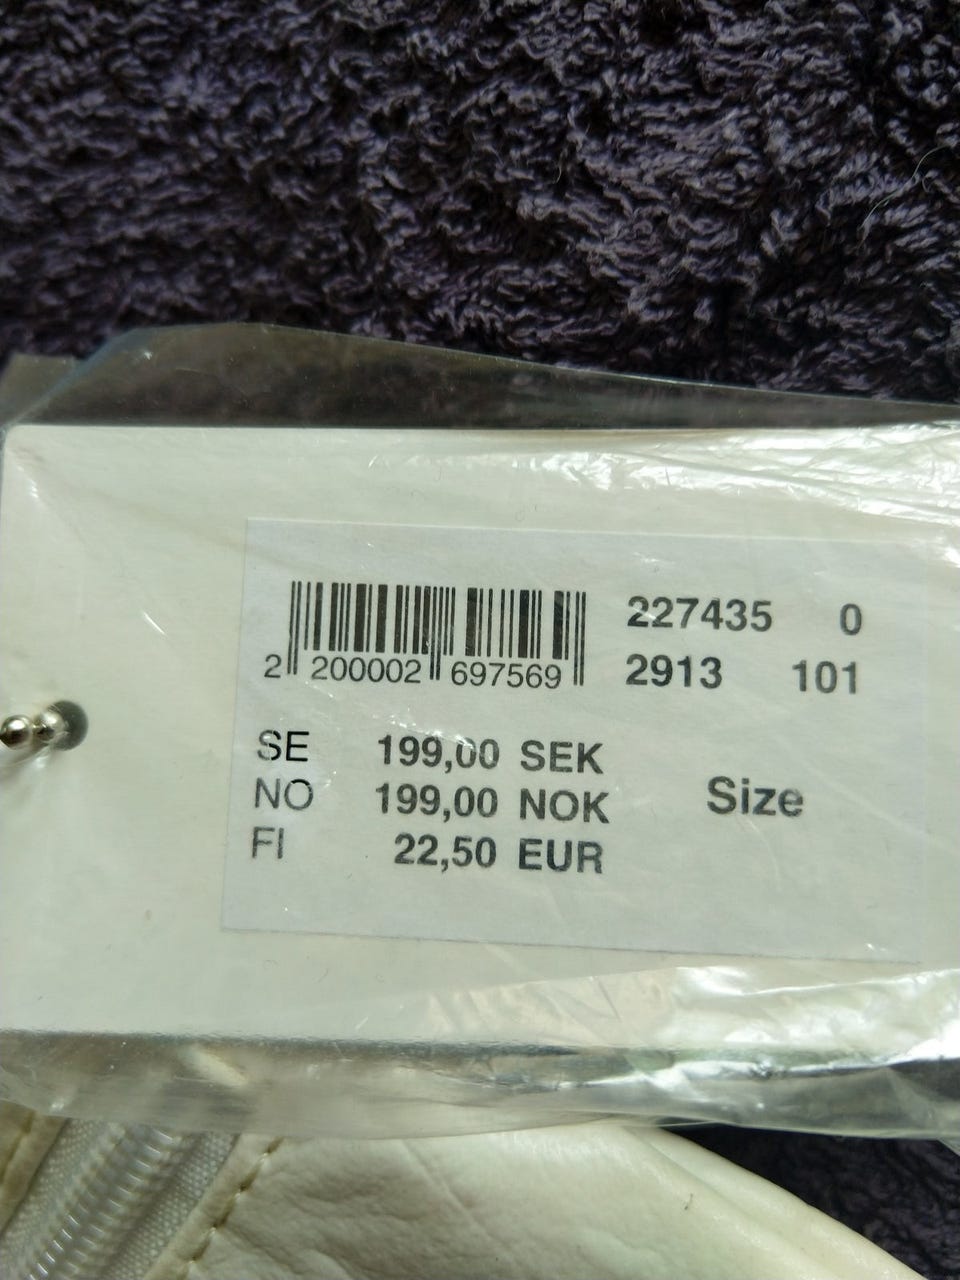 227435 0
2 200002 697569
2913 101
SE 199,00 SEK
NO 199,00 NOK
Size
FI 22,50 EUR